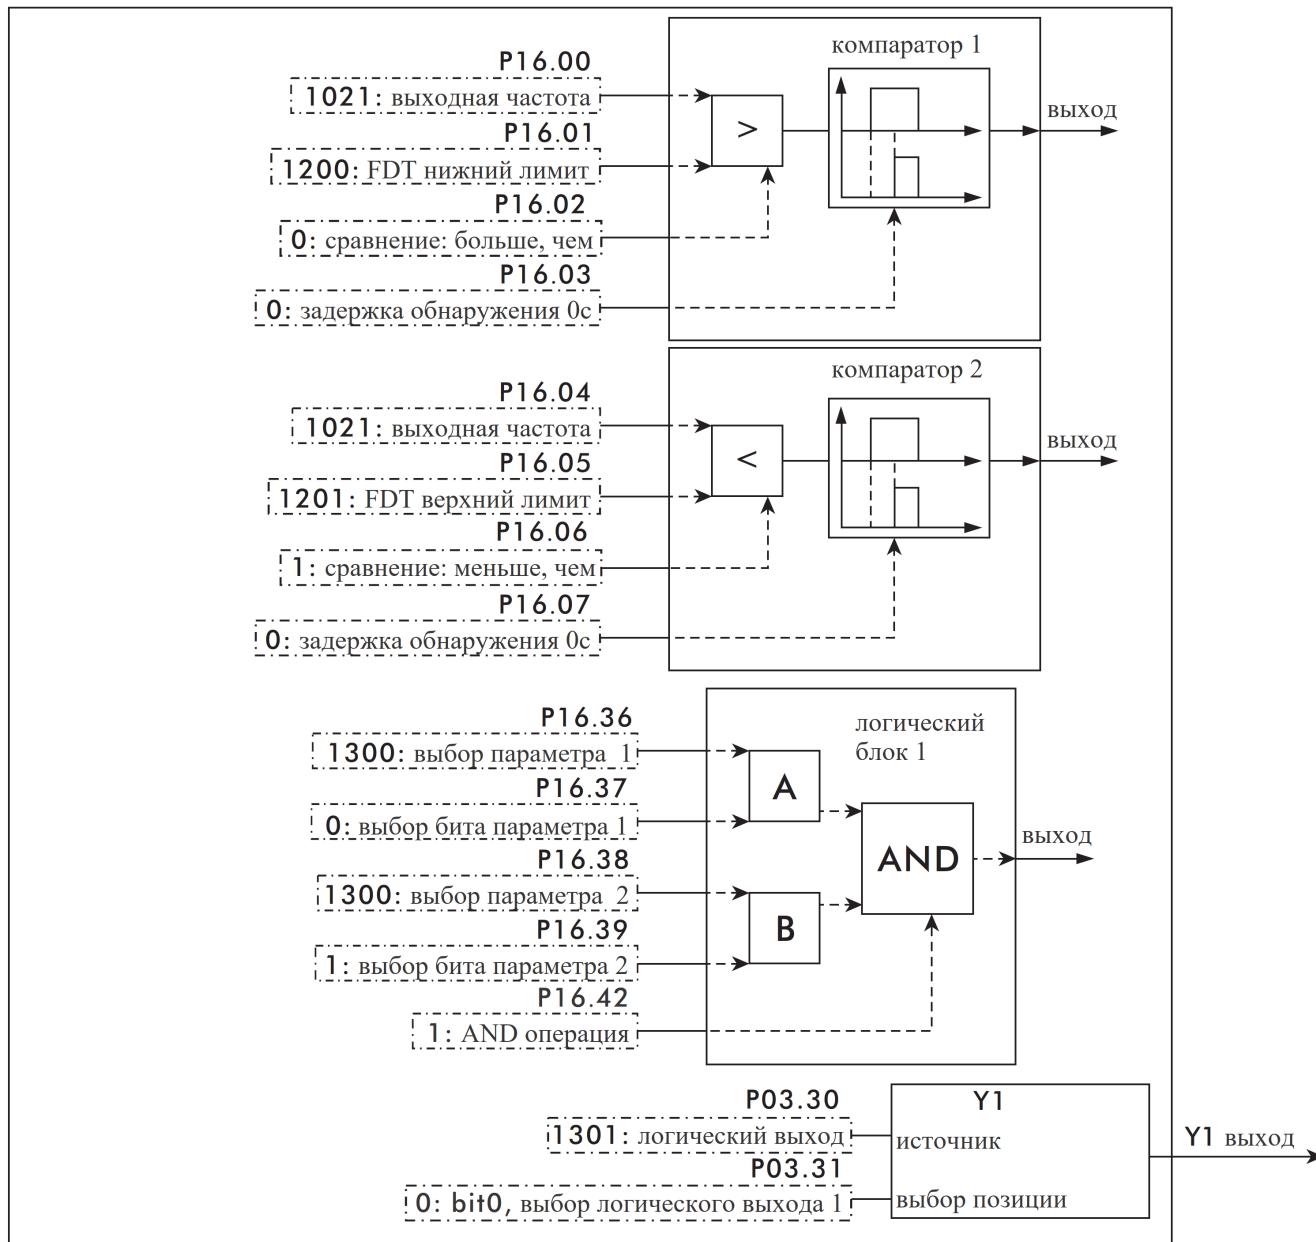 компаратор 1
P16.00
1021: выходная частота
P16.01
1200: FDT нижний лимит
P16.02
0: сравнение: больше, чем
P16.03
0: задержка обнаружения 0с
>
выход
компаратор 2
P16.04
1021: выходная частота
P16.05
1201: FDT верхний лимит
P16.06
1: сравнение: меньше, чем
P16.07
0: задержка обнаружения 0с
<
выход
логический
блок 1
P16.36
1300: выбор параметра 1
P16.37
0: выбор бита параметра 1
P16.38
1300: выбор параметра 2
P16.39
1: выбор бита параметра 2
P16.42
1: AND операция
A
B
AND
выход
P03.30
1301: логический выход
P03.31
0: bit0, выбор логического выхода 1
Y1
источник
выбор позиции
Y1 выход